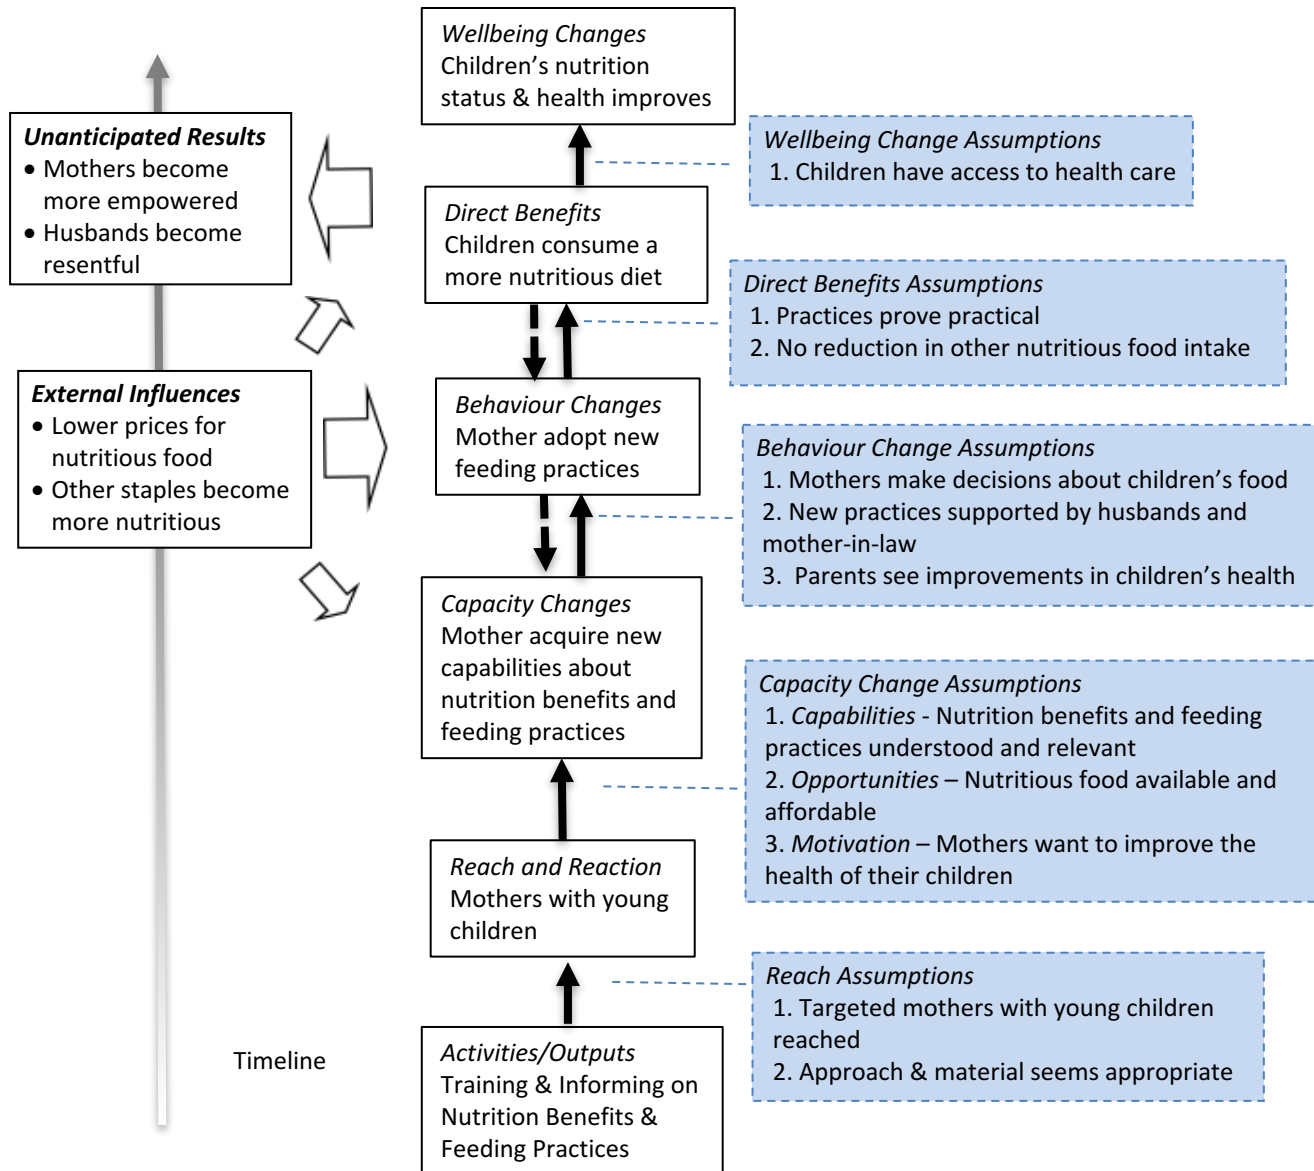 Wellbeing Changes
Children’s nutrition
status & health improves
Unanticipated Results
• Mothers become
more empowered
• Husbands become
resentful
Wellbeing Change Assumptions
1. Children have access to health care
Direct Benefits
Children consume a
more nutritious diet
Direct Benefits Assumptions
1. Practices prove practical
2. No reduction in other nutritious food intake
External Influences
• Lower prices for
nutritious food
• Other staples become
more nutritious
Behaviour Changes
Mother adopt new
feeding practices
Behaviour Change Assumptions
1. Mothers make decisions about children’s food
2. New practices supported by husbands and
mother-in-law
3. Parents see improvements in children’s health
Capacity Changes
Mother acquire new
capabilities about
nutrition benefits and
feeding practices
Capacity Change Assumptions
1. Capabilities - Nutrition benefits and feeding
practices understood and relevant
2. Opportunities – Nutritious food available and
affordable
3. Motivation – Mothers want to improve the
health of their children
Reach and Reaction
Mothers with young
children
Reach Assumptions
1. Targeted mothers with young children
reached
2. Approach & material seems appropriate
Timeline
Activities/Outputs
Training & Informing on
Nutrition Benefits &
Feeding Practices